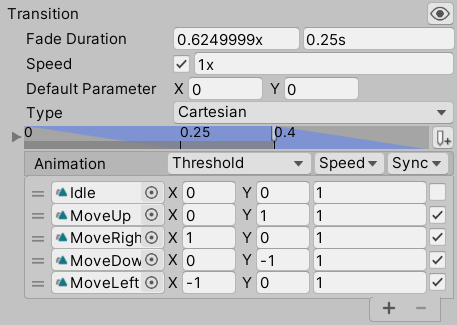 Transition
Fade Duration 0.6249999x 0.25s
Speed 1x
Default Parameter X 0 Y 0
Type Cartesian
0 0.25 0.4
Animation Threshold Speed Sync
Idle X 0 Y 0 1
MoveUp X 0 Y 1 1
MoveRigh X 1 Y 0 1
MoveDow X 0 Y -1 1
MoveLeft X -1 Y 0 1